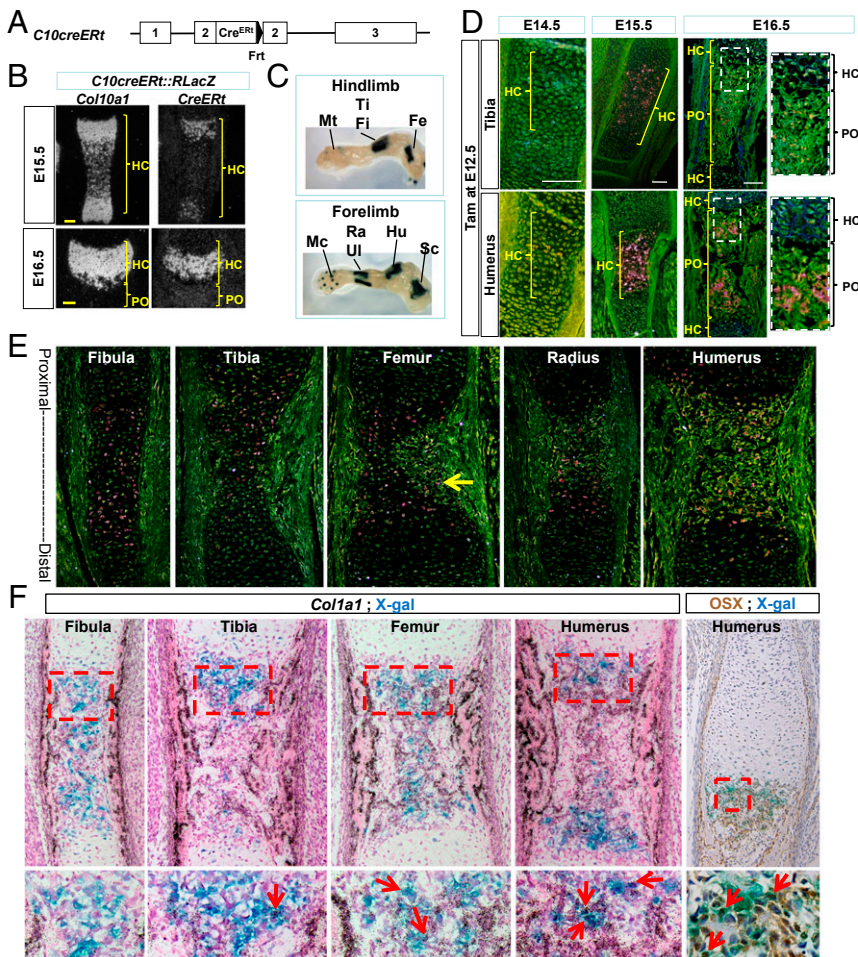 A
C10creERt
1
2
Cre^ERt
2
3
Frt
B
C10creERt::RLacZ
Col10a1
CreERt
E15.5
HC
HC
E16.5
HC
PO
HC
PO
C
Hindlimb
Ti
Mt Fi Fe
Forelimb
Ra
Mc Ul Hu Sc
D
E14.5 E15.5 E16.5
Tam at E12.5
Tibia
HC
HC
HC
PO
HC
HC
PO
Humerus
HC
HC
HC
PO
HC
HC
PO
E
Proximal--------------------Distal
Fibula Tibia Femur Radius Humerus
F
Col1a1 ; X-gal
OSX ; X-gal
Fibula Tibia Femur Humerus Humerus